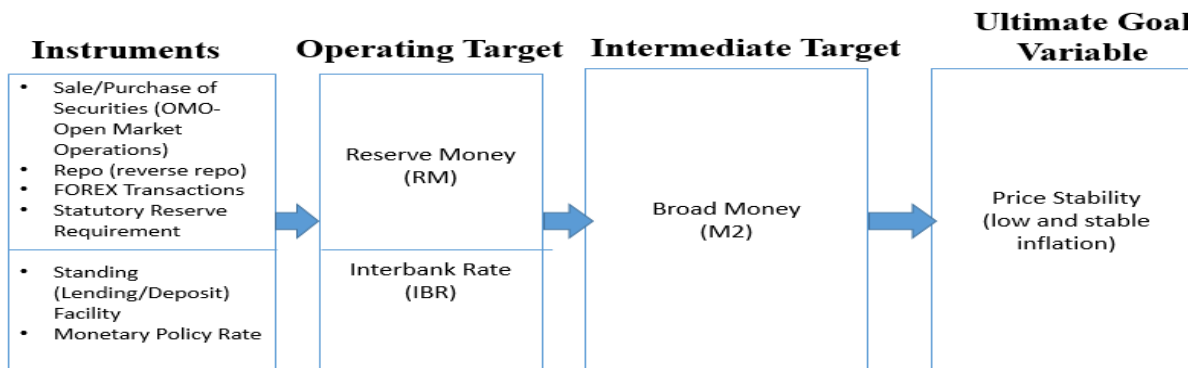 Instruments
Operating Target
Intermediate Target
Ultimate Goal
Variable
• Sale/Purchase of
Securities (OMO-
Open Market
Operations)
• Repo (reverse repo)
• FOREX Transactions
• Statutory Reserve
Requirement
• Standing
(Lending/Deposit)
Facility
• Monetary Policy Rate
Reserve Money
(RM)
Interbank Rate
(IBR)
Broad Money
(M2)
Price Stability
(low and stable
inflation)